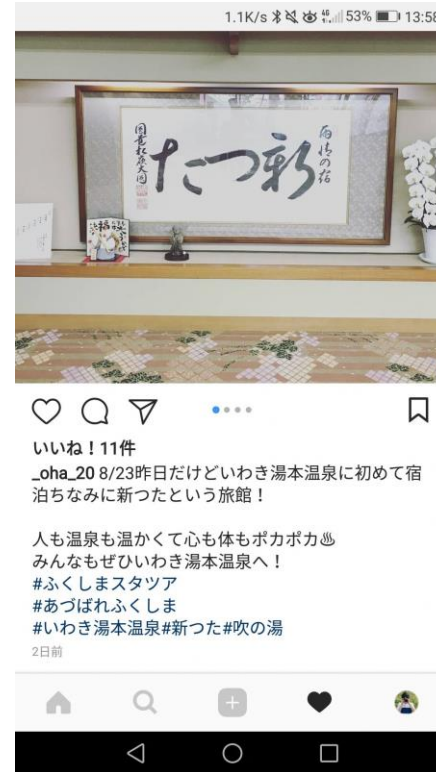 1.1K/s 53% 13:58
雨情の宿
新つた
いいね！11件
_oha_20 8/23昨日だけどいわき湯本温泉に初めて宿
泊ちなみに新つたという旅館！
人も温泉も温かくて心も体もポカポカ♨
みんなもぜひいわき湯本温泉へ！
#ふくしまスタツア
#あづばれふくしま
#いわき湯本温泉#新つた#吹の湯
2日前